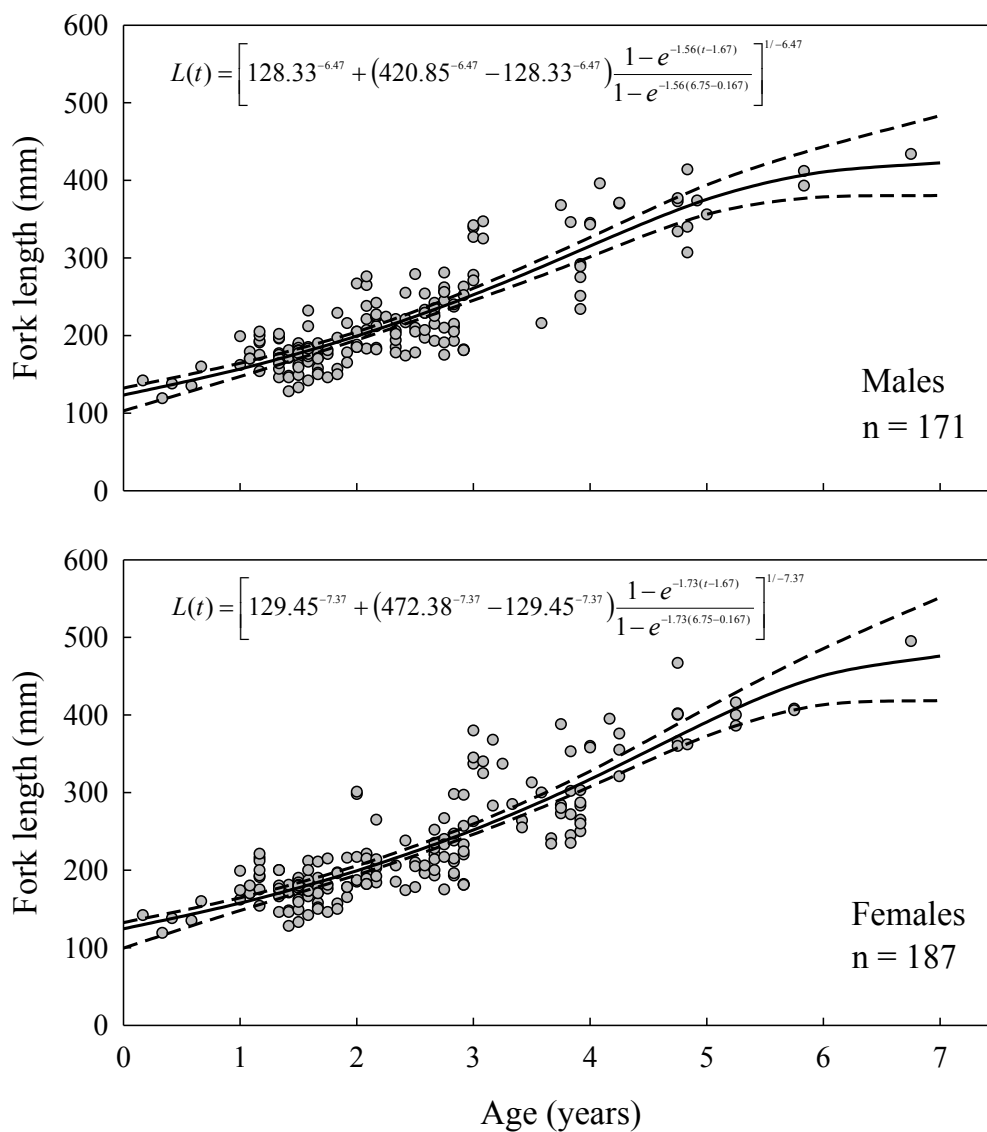 600
L(t) = [128.33^{-6.47} + (420.85^{-6.47} − 128.33^{-6.47}) \frac{1 − e^{-1.56(t−1.67)}}{1 − e^{-1.56(6.75−0.167)}}]^{1/−6.47}
500
400
300
200
100
0
Fork length (mm)
Males
n = 171
600
L(t) = [129.45^{-7.37} + (472.38^{-7.37} − 129.45^{-7.37}) \frac{1 − e^{-1.73(t−1.67)}}{1 − e^{-1.73(6.75−0.167)}}]^{1/−7.37}
500
400
300
200
100
0
Fork length (mm)
Females
n = 187
0 1 2 3 4 5 6 7
Age (years)